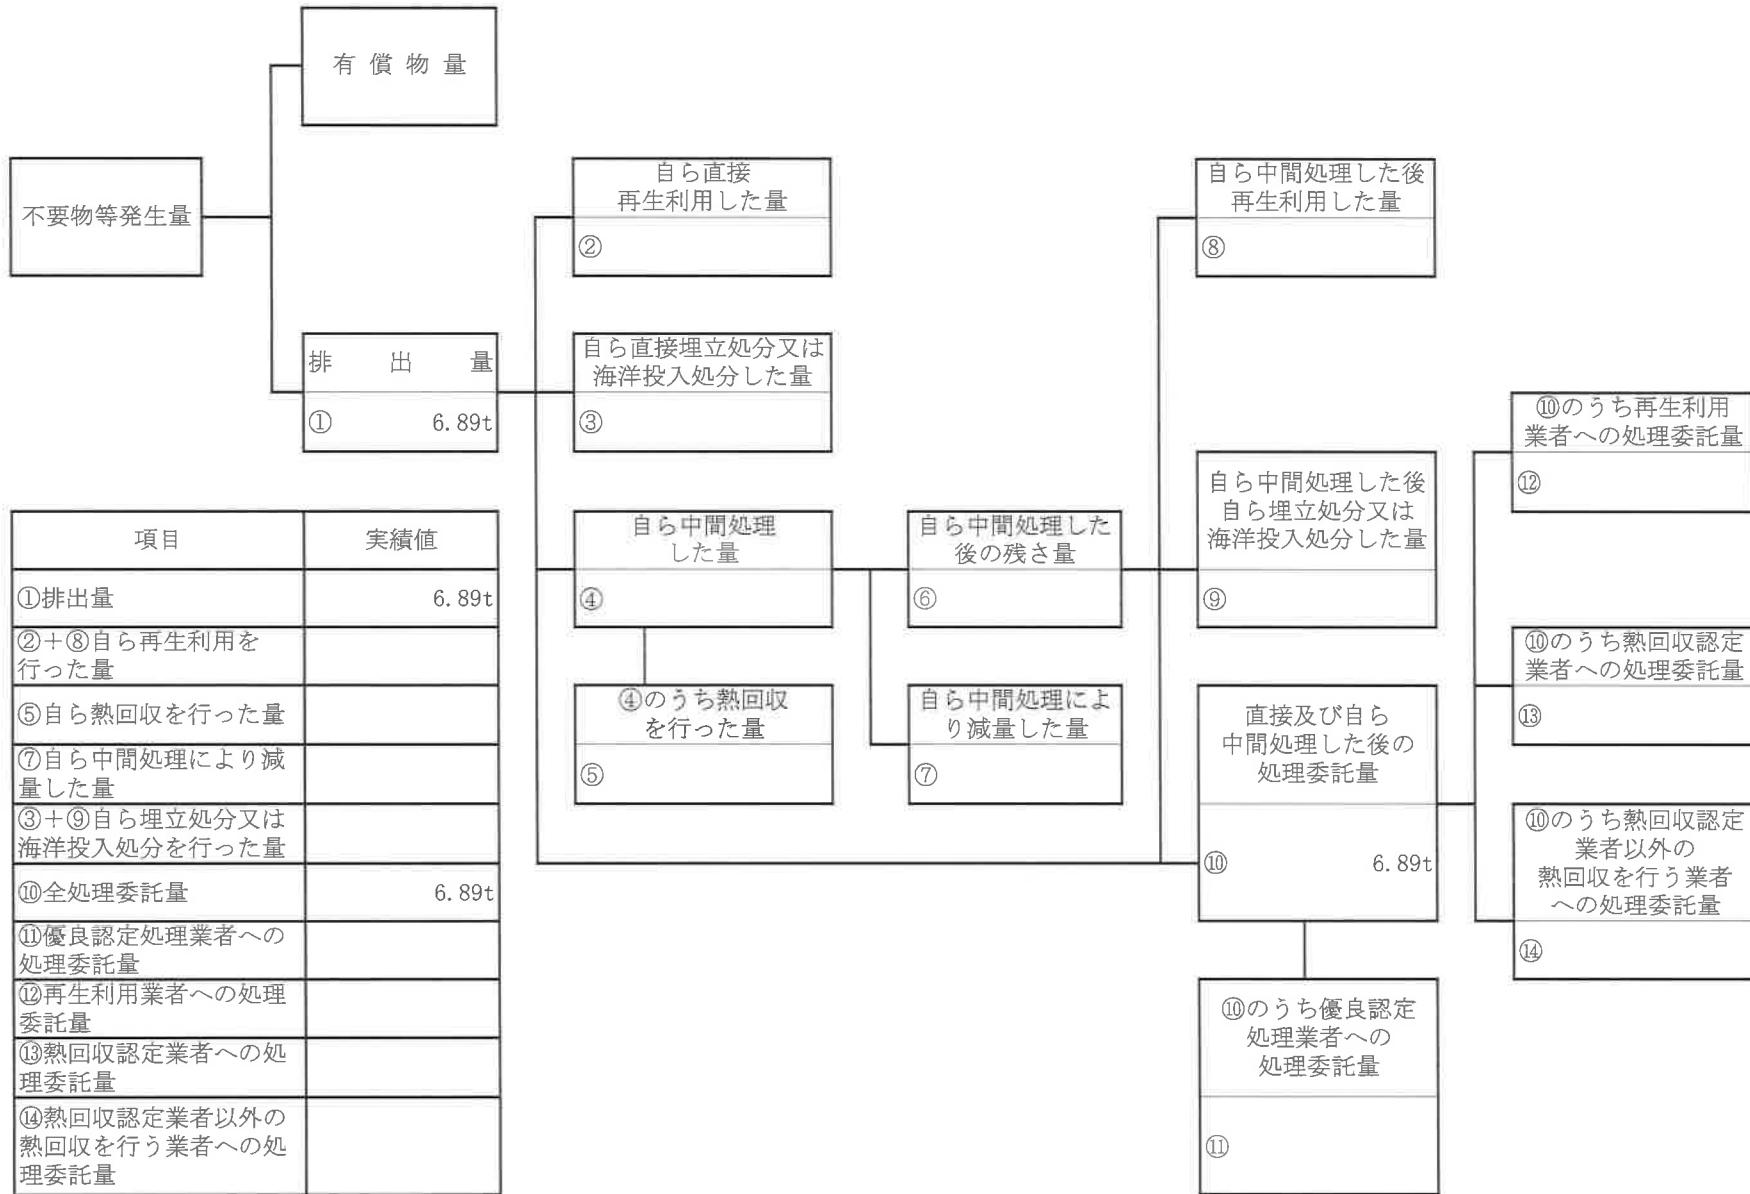 有償物量
不要物等発生量
排出量
① 6.89t
自ら直接
再生利用した量
②
自ら直接埋立処分又は
海洋投入処分した量
③
自ら中間処理
した量
④
④のうち熱回収
を行った量
⑤
自ら中間処理した
後の残さ量
⑥
自ら中間処理によ
り減量した量
⑦
自ら中間処理した後
再生利用した量
⑧
自ら中間処理した後
自ら埋立処分又は
海洋投入処分した量
⑨
直接及び自ら
中間処理した後の
処理委託量
⑩ 6.89t
⑩のうち優良認定
処理業者への
処理委託量
⑪
⑩のうち再生利用
業者への処理委託量
⑫
⑩のうち熱回収認定
業者への処理委託量
⑬
⑩のうち熱回収認定
業者以外の
熱回収を行う業者
への処理委託量
⑭
項目 実績値
①排出量 6.89t
②+⑧自ら再生利用を
行った量
⑤自ら熱回収を行った量
⑦自ら中間処理により減
量した量
③+⑨自ら埋立処分又は
海洋投入処分を行った量
⑩全処理委託量 6.89t
⑪優良認定処理業者への
処理委託量
⑫再生利用業者への処理
委託量
⑬熱回収認定業者への処
理委託量
⑭熱回収認定業者以外の
熱回収を行う業者への処
理委託量